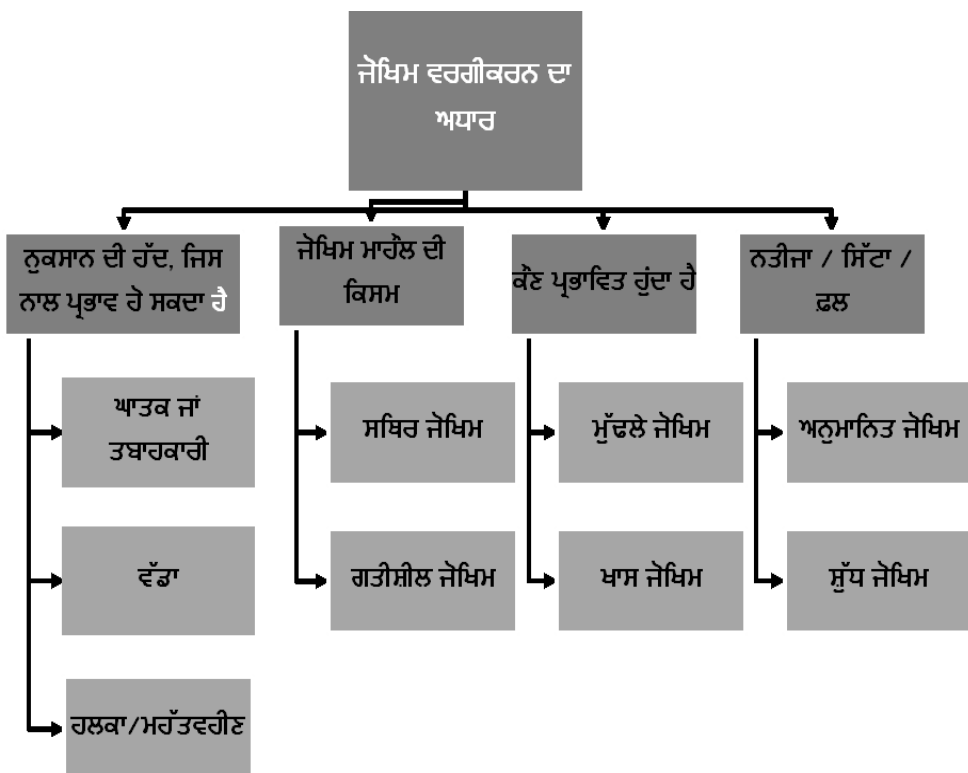 ਜੋਖਿਮ ਵਰਗੀਕਰਨ ਦਾ
ਅਧਾਰ
ਨੁਕਸਾਨ ਦੀ ਹੱਦ, ਜਿਸ
ਨਾਲ ਪ੍ਰਭਾਵ ਹੋ ਸਕਦਾ ਹੈ
ਘਾਤਕ ਜਾਂ
ਤਬਾਹਕਾਰੀ
ਵੱਡਾ
ਹਲਕਾ/ਮਹੱਤਵਹੀਣ
ਜੋਖਿਮ ਮਾਹੌਲ ਦੀ
ਕਿਸਮ
ਸਥਿਰ ਜੋਖਿਮ
ਗਤੀਸ਼ੀਲ ਜੋਖਿਮ
ਕੌਣ ਪ੍ਰਭਾਵਿਤ ਹੁੰਦਾ ਹੈ
ਮੁੱਢਲੇ ਜੋਖਿਮ
ਖਾਸ ਜੋਖਿਮ
ਨਤੀਜਾ / ਸਿੱਟਾ /
ਫ਼ਲ
ਅਨੁਮਾਨਿਤ ਜੋਖਿਮ
ਸ਼ੁੱਧ ਜੋਖਿਮ